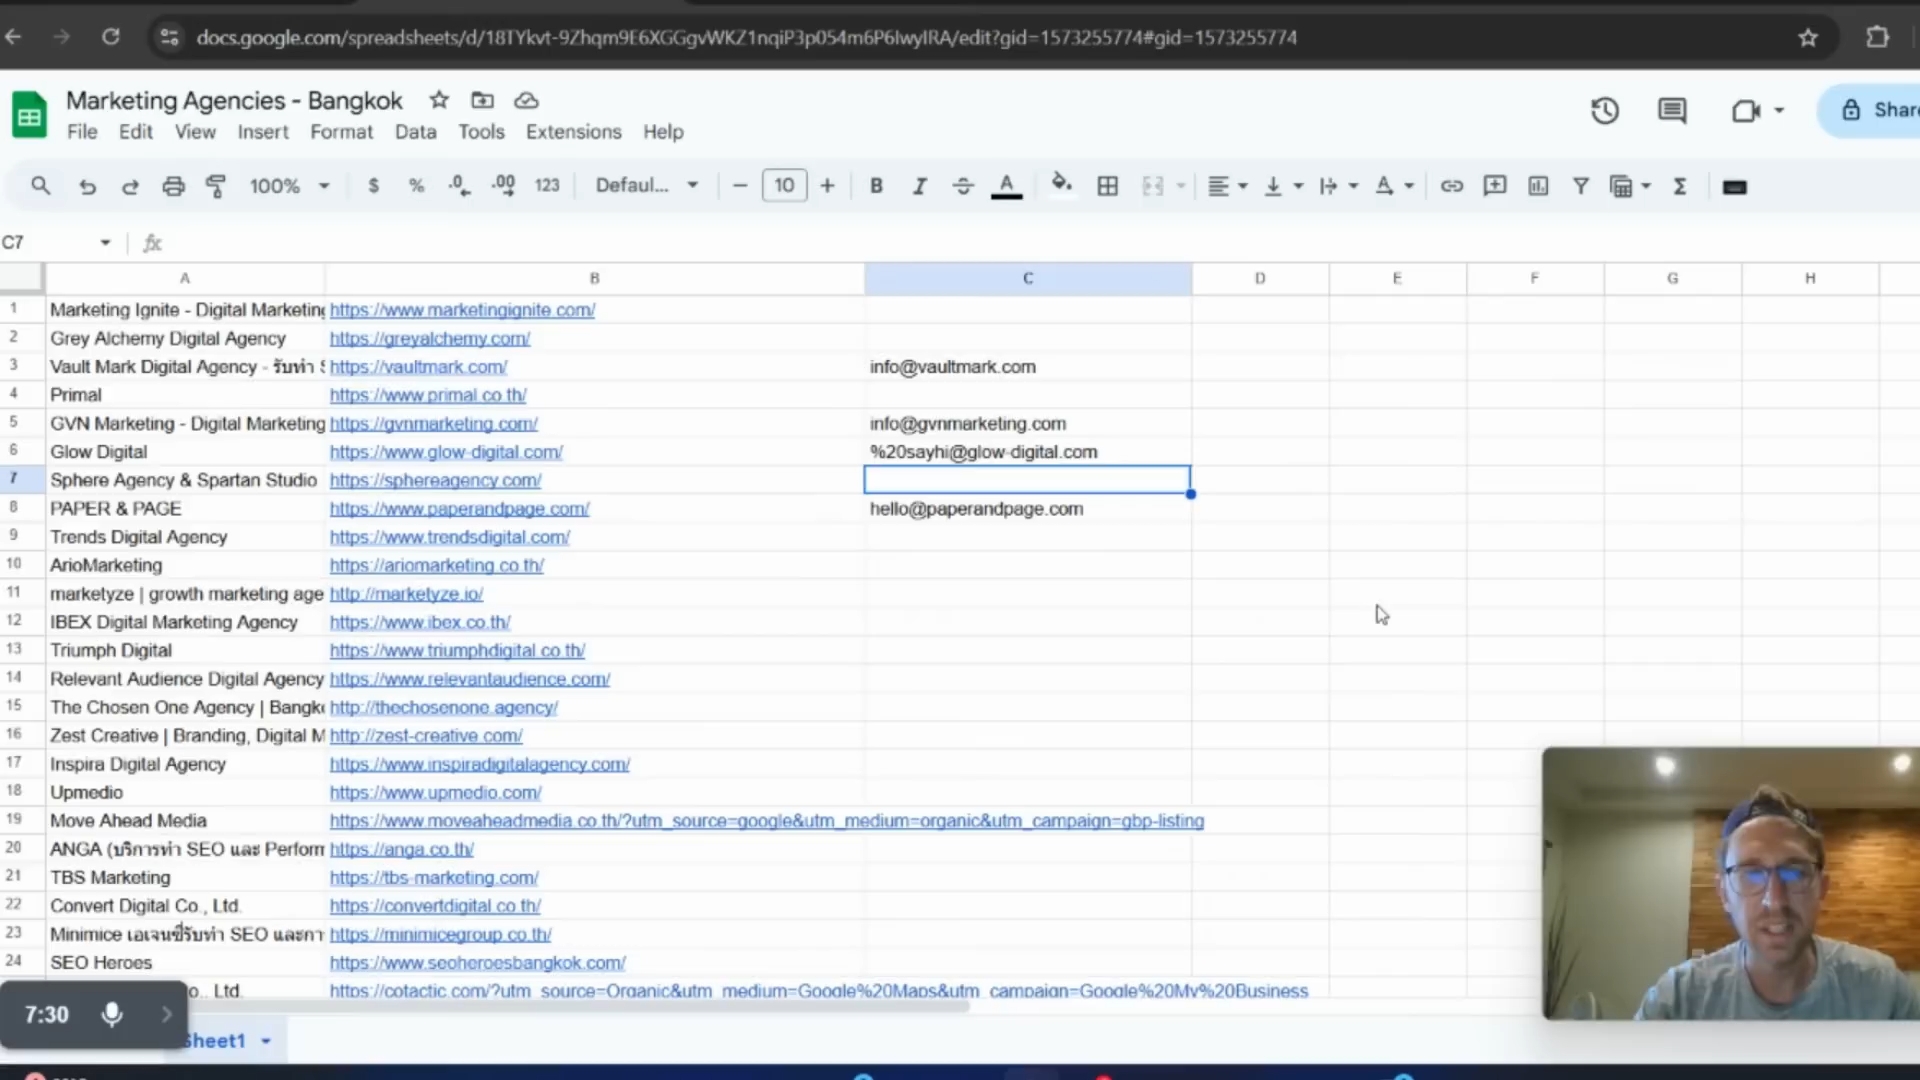 docs.google.com/spreadsheets/d/18TYkvt-9Zhqm9E6XGGgvWKZ1nqiP3p054m6P6IwyIRA/edit?gid=1573255774#gid=1573255774
Marketing Agencies - Bangkok
Share
File Edit View Insert Format Data Tools Extensions Help
100% $ % .0 .00 123 Defaul... 10 B I A
C7 fx
A B C D E F G H
1 Marketing Ignite - Digital Marketing https://www.marketingignite.com/
2 Grey Alchemy Digital Agency https://greyalchemy.com/
3 Vault Mark Digital Agency - รับทำ S https://vaultmark.com/ info@vaultmark.com
4 Primal https://www.primal.co.th/
5 GVN Marketing - Digital Marketing https://gvnmarketing.com/ info@gvnmarketing.com
6 Glow Digital https://www.glow-digital.com/ %20sayhi@glow-digital.com
7 Sphere Agency & Spartan Studio https://sphereagency.com/
8 PAPER & PAGE https://www.paperandpage.com/ hello@paperandpage.com
9 Trends Digital Agency https://www.trendsdigital.com/
10 ArioMarketing https://ariomarketing.co.th/
11 marketyze | growth marketing age http://marketyze.io/
12 IBEX Digital Marketing Agency https://www.ibex.co.th/
13 Triumph Digital https://www.triumphdigital.co.th/
14 Relevant Audience Digital Agency https://www.relevantaudience.com/
15 The Chosen One Agency | Bangk http://thechosenone.agency/
16 Zest Creative | Branding, Digital M http://zest-creative.com/
17 Inspira Digital Agency https://www.inspiradigitalagency.com/
18 Upmedio https://www.upmedio.com/
19 Move Ahead Media https://www.moveaheadmedia.co.th/?utm_source=google&utm_medium=organic&utm_campaign=gbp-listing
20 ANGA (บริการทำ SEO และ Perform https://anga.co.th/
21 TBS Marketing https://tbs-marketing.com/
22 Convert Digital Co., Ltd. https://convertdigital.co.th/
23 Minimice เอเจนซี่รับทำ SEO และกา https://minimicegroup.co.th/
24 SEO Heroes https://www.seoheroesbangkok.com/
o., Ltd. https://cotactic.com/?utm_source=Organic&utm_medium=Google%20Maps&utm_campaign=Google%20My%20Business
7:30
Sheet1